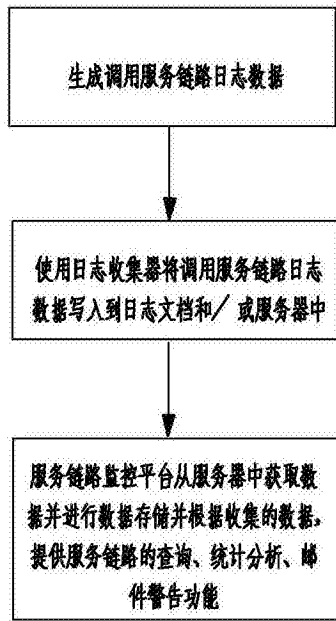 生成调用服务链路日志数据
使用日志收集器将调用服务链路日志
数据写入到日志文档和／或服务器中
服务链路监控平台从服务器中获取数
据并进行数据存储并根据收集的数据，
提供服务链路的查询、统计分析、邮
件警告功能